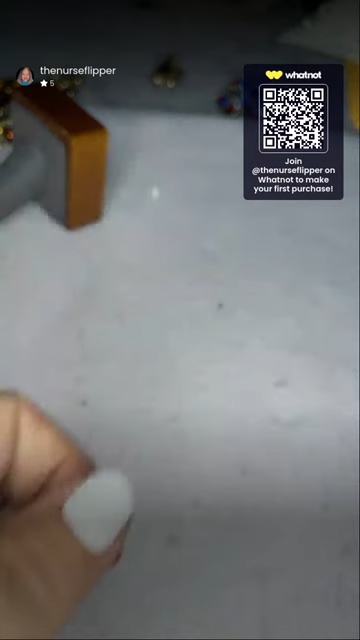 thenurseflipper
★ 5
whatnot
Join
@thenurseflipper on
Whatnot to make
your first purchase!